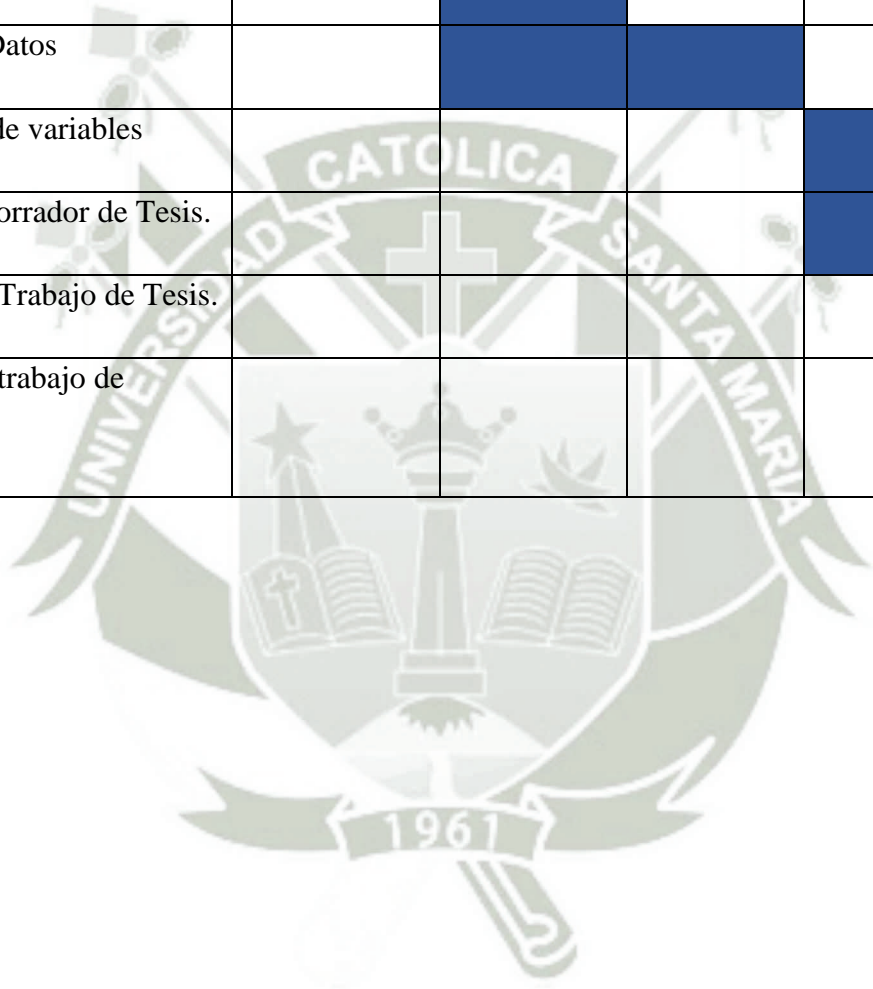 Datos
de variables
orrador de Tesis.
Trabajo de Tesis.
trabajo de
UNIVERSIDAD CATOLICA SANTA MARIA
1961